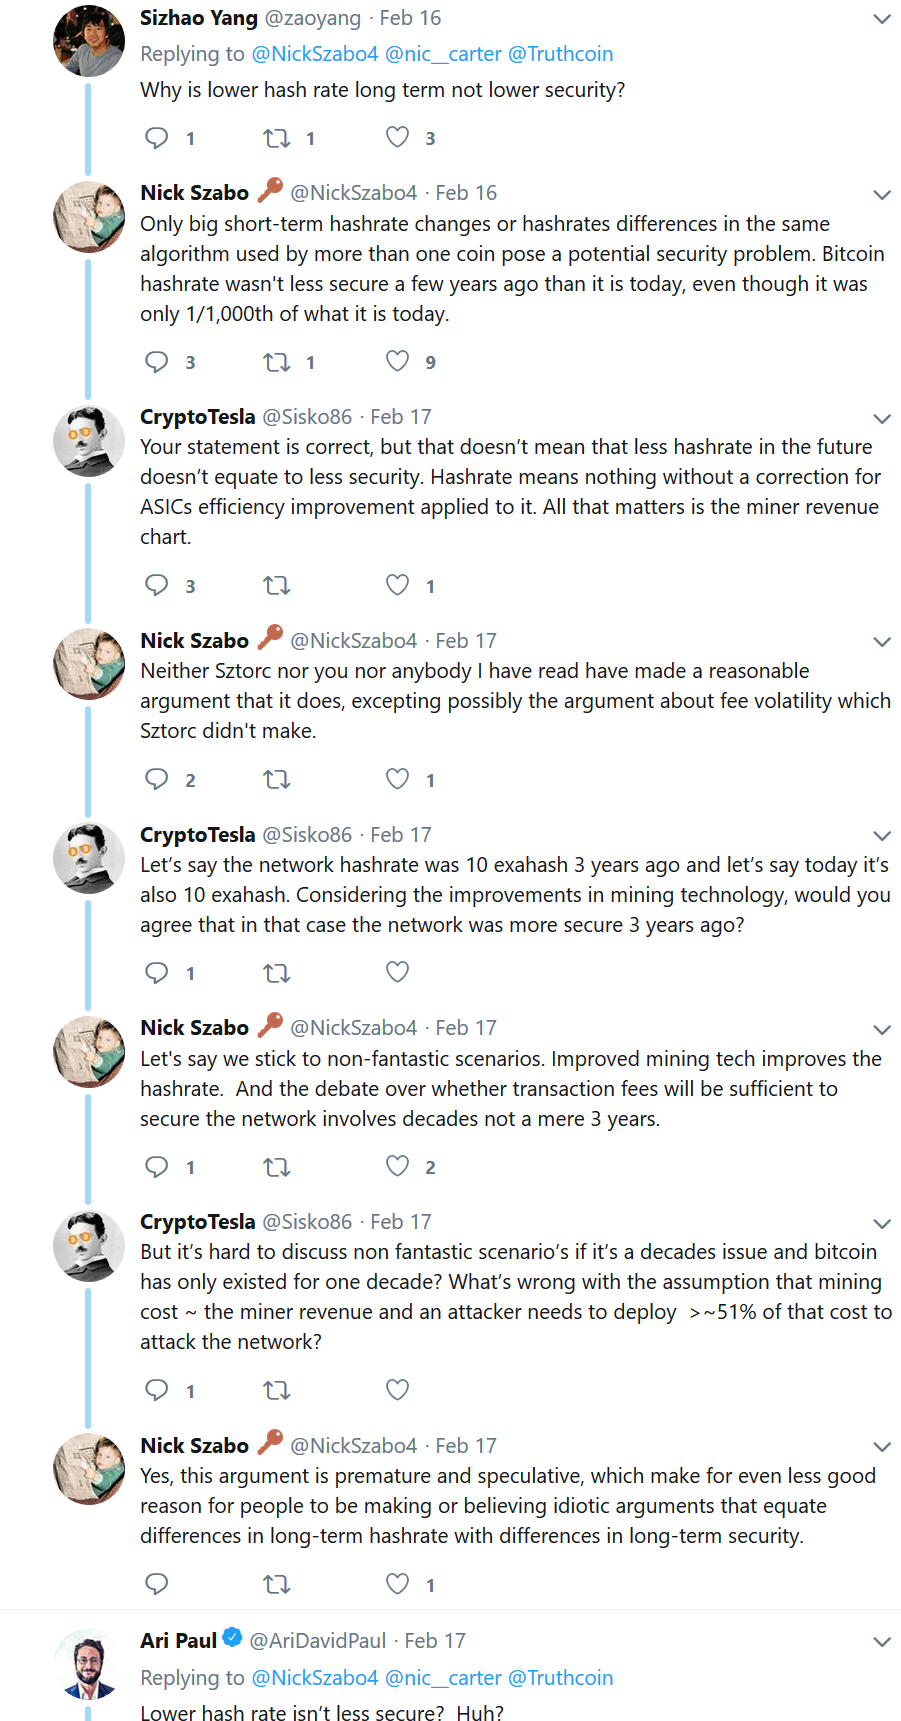 Sizhao Yang @zaoyang · Feb 16
Replying to @NickSzabo4 @nic__carter @Truthcoin
Why is lower hash rate long term not lower security?
1 1 3
Nick Szabo 🔑 @NickSzabo4 · Feb 16
Only big short-term hashrate changes or hashrates differences in the same
algorithm used by more than one coin pose a potential security problem. Bitcoin
hashrate wasn't less secure a few years ago than it is today, even though it was
only 1/1,000th of what it is today.
3 1 9
CryptoTesla @Sisko86 · Feb 17
Your statement is correct, but that doesn’t mean that less hashrate in the future
doesn’t equate to less security. Hashrate means nothing without a correction for
ASICs efficiency improvement applied to it. All that matters is the miner revenue
chart.
3 1
Nick Szabo 🔑 @NickSzabo4 · Feb 17
Neither Sztorc nor you nor anybody I have read have made a reasonable
argument that it does, excepting possibly the argument about fee volatility which
Sztorc didn't make.
2 1
CryptoTesla @Sisko86 · Feb 17
Let’s say the network hashrate was 10 exahash 3 years ago and let’s say today it’s
also 10 exahash. Considering the improvements in mining technology, would you
agree that in that case the network was more secure 3 years ago?
1
Nick Szabo 🔑 @NickSzabo4 · Feb 17
Let's say we stick to non-fantastic scenarios. Improved mining tech improves the
hashrate.  And the debate over whether transaction fees will be sufficient to
secure the network involves decades not a mere 3 years.
1 2
CryptoTesla @Sisko86 · Feb 17
But it’s hard to discuss non fantastic scenario’s if it’s a decades issue and bitcoin
has only existed for one decade? What’s wrong with the assumption that mining
cost ~ the miner revenue and an attacker needs to deploy  >~51% of that cost to
attack the network?
1
Nick Szabo 🔑 @NickSzabo4 · Feb 17
Yes, this argument is premature and speculative, which make for even less good
reason for people to be making or believing idiotic arguments that equate
differences in long-term hashrate with differences in long-term security.
1
Ari Paul @AriDavidPaul · Feb 17
Replying to @NickSzabo4 @nic__carter @Truthcoin
Lower hash rate isn’t less secure?  Huh?